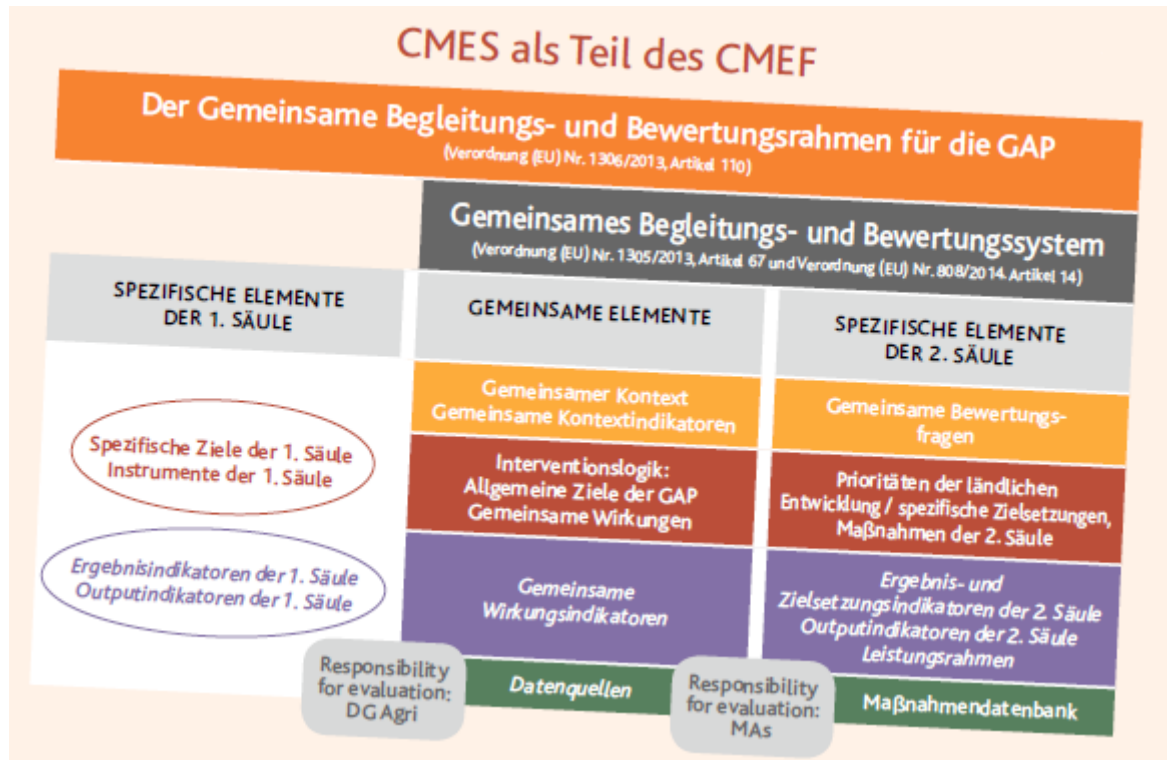 CMES als Teil des CMEF
Der Gemeinsame Begleitungs- und Bewertungsrahmen für die GAP
(Verordnung (EU) Nr. 1306/2013, Artikel 110)
Gemeinsames Begleitungs- und Bewertungssystem
(Verordnung (EU) Nr. 1305/2013, Artikel 67 und Verordnung (EU) Nr. 808/2014. Artikel 14)
SPEZIFISCHE ELEMENTE
DER 1. SÄULE
Spezifische Ziele der 1. Säule
Instrumente der 1. Säule
Ergebnisindikatoren der 1. Säule
Outputindikatoren der 1. Säule
Responsibility
for evaluation:
DG Agri
GEMEINSAME ELEMENTE
Gemeinsamer Kontext
Gemeinsame Kontextindikatoren
Interventionslogik:
Allgemeine Ziele der GAP
Gemeinsame Wirkungen
Gemeinsame
Wirkungsindikatoren
Datenquellen
Responsibility
for evaluation:
MAs
SPEZIFISCHE ELEMENTE
DER 2. SÄULE
Gemeinsame Bewertungs-
fragen
Prioritäten der ländlichen
Entwicklung / spezifische Zielsetzungen,
Maßnahmen der 2. Säule
Ergebnis- und
Zielsetzungsindikatoren der 2. Säule
Outputindikatoren der 2. Säule
Leistungsrahmen
Maßnahmendatenbank